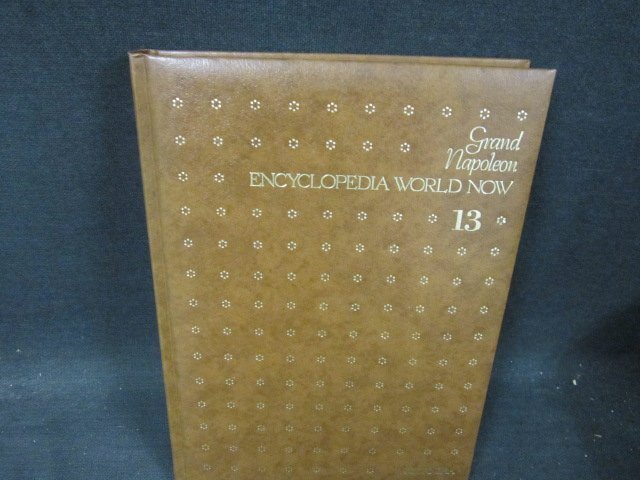 Grand
Napoleon
ENCYCLOPEDIA WORLD NOW
13